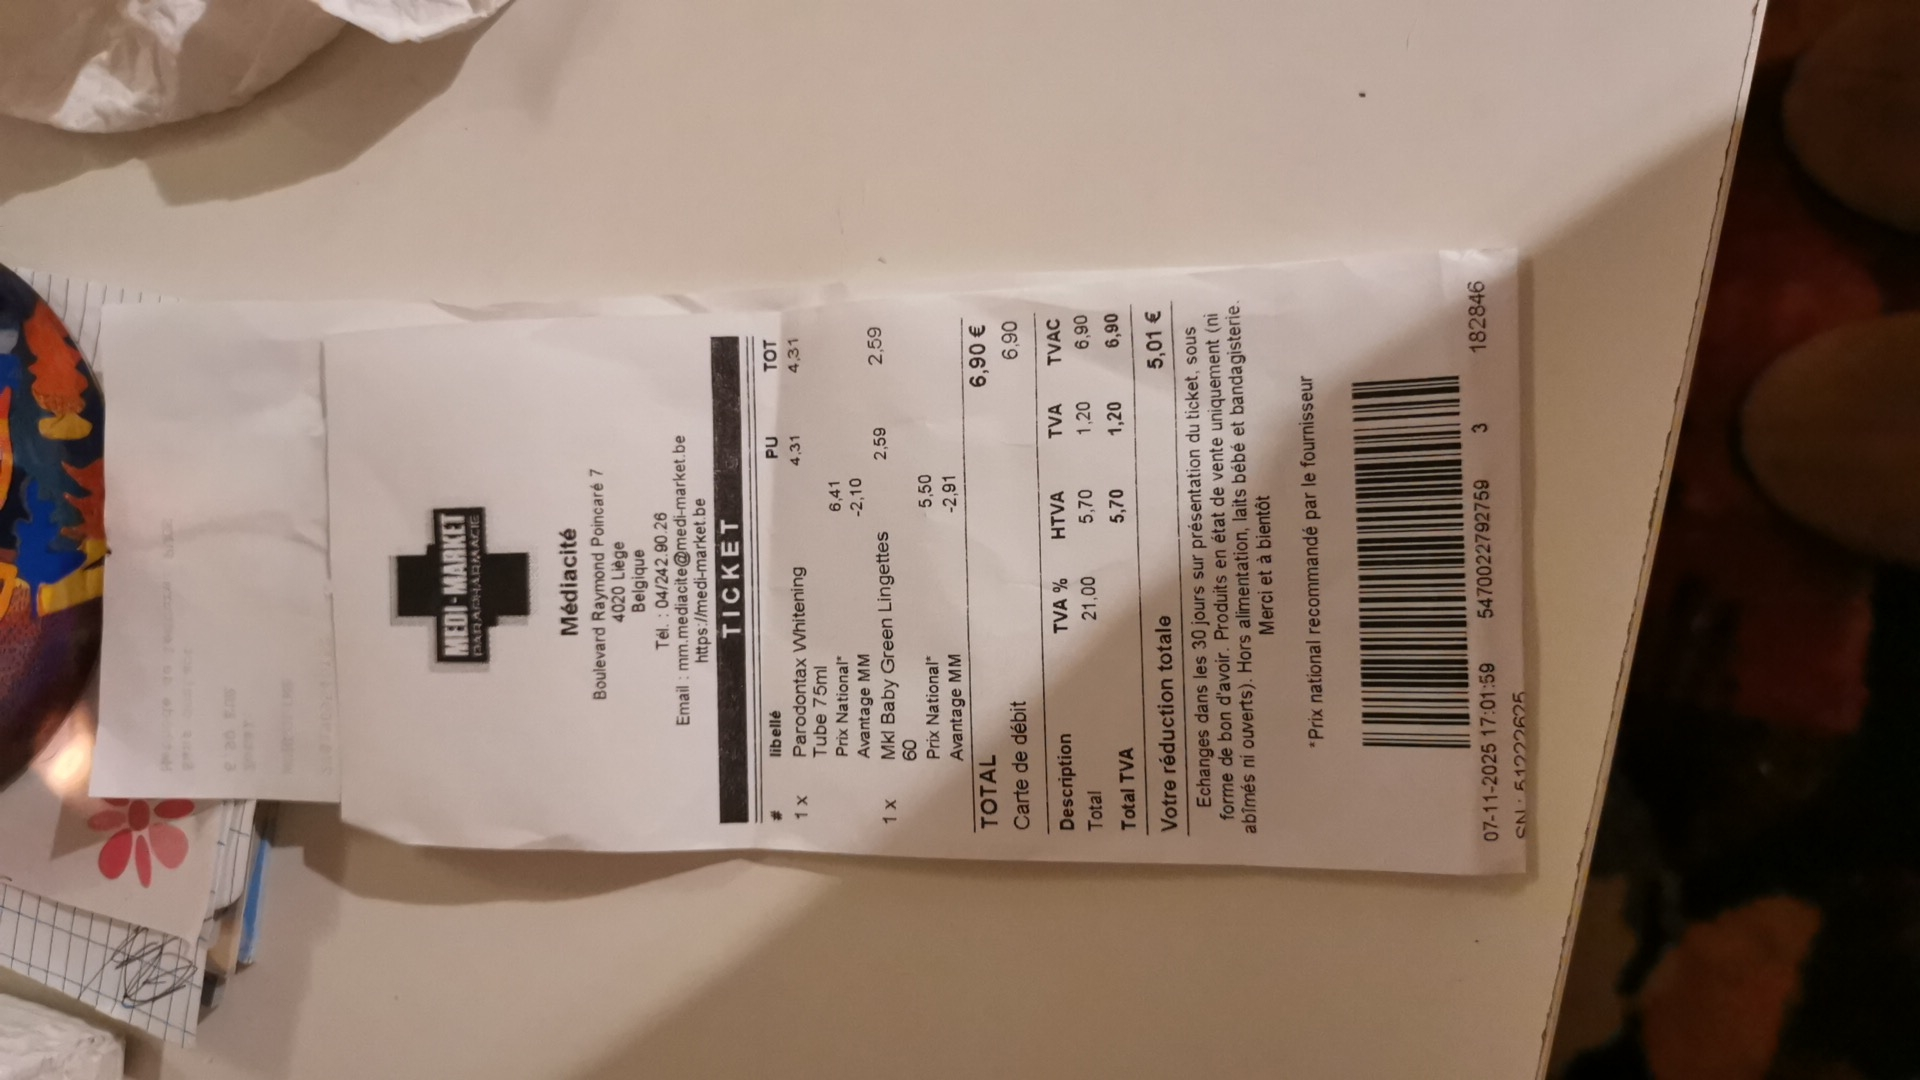 MEDI-MARKET
PARAPHARMACIE
Médiacité
Boulevard Raymond Poincaré 7
4020 Liège
Belgique
Tél. : 04/242.90.26
Email : mm.mediacite@medi-market.be
https://medi-market.be
TICKET
# libellé PU TOT
1 x Parodontax Whitening 4,31 4,31
Tube 75ml
Prix National* 6,41
Avantage MM -2,10
1 x Mkl Baby Green Lingettes 2,59 2,59
60
Prix National* 5,50
Avantage MM -2,91
TOTAL 6,90 €
Carte de débit 6,90
Description TVA % HTVA TVA TVAC
Total 21,00 5,70 1,20 6,90
Total TVA 5,70 1,20 6,90
Votre réduction totale 5,01 €
Echanges dans les 30 jours sur présentation du ticket, sous
forme de bon d'avoir. Produits en état de vente uniquement (ni
abîmés ni ouverts). Hors alimentation, laits bébé et bandagisterie.
Merci et à bientôt
*Prix national recommandé par le fournisseur
07-11-2025 17:01:59 5470022792759 3 182846
SN : 51222625